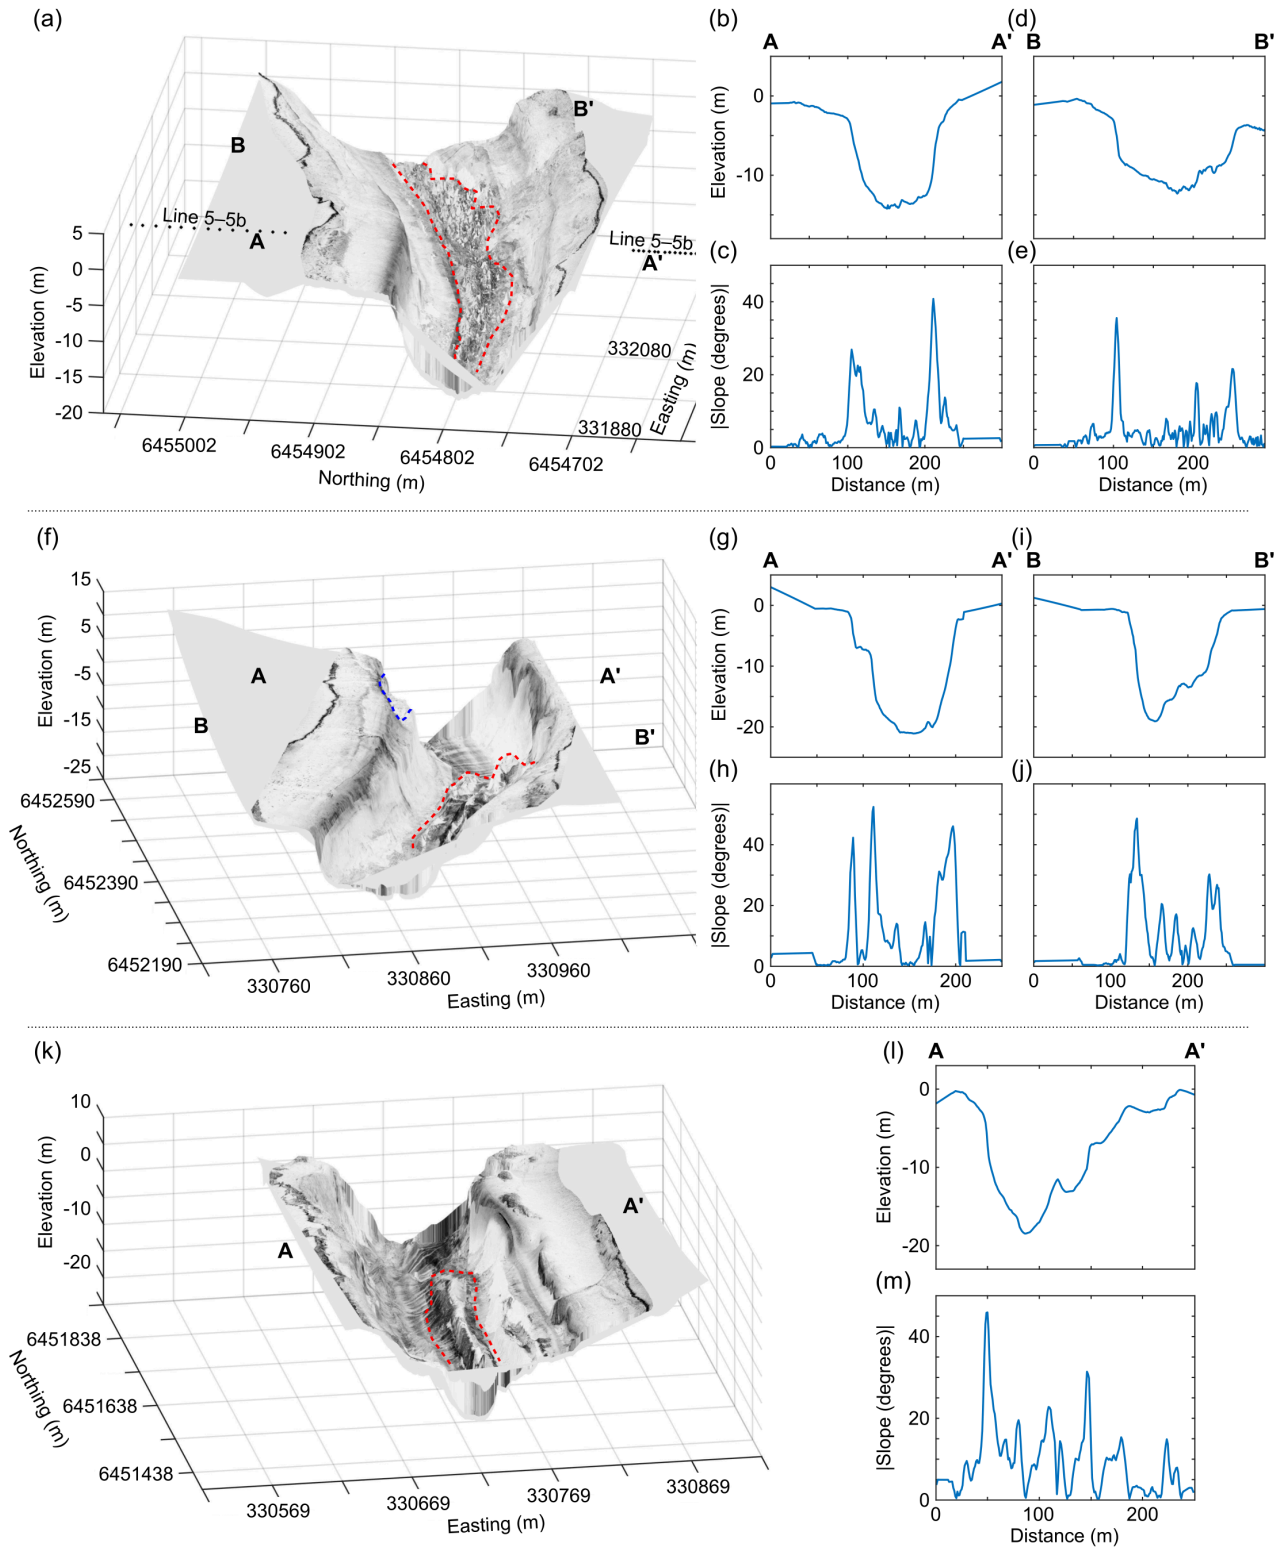 (a)
B
B'
Line 5–5b
A
Line 5–5b
A'
5
0
-5
-10
-15
-20
Elevation (m)
6455002
6454902
6454802
6454702
Northing (m)
332080
331880
Easting (m)
(b)
A
A'
0
-10
Elevation (m)
(d)
B
B'
(c)
40
20
0
|Slope (degrees)|
0
100
200
Distance (m)
(e)
0
100
200
Distance (m)
(f)
15
5
-5
-15
-25
Elevation (m)
A
B
A'
B'
6452590
6452390
6452190
Northing (m)
330760
330860
330960
Easting (m)
(g)
A
A'
0
-10
-20
Elevation (m)
(i)
B
B'
(h)
40
20
0
|Slope (degrees)|
0
100
200
Distance (m)
(j)
0
100
200
Distance (m)
(k)
10
0
-10
-20
Elevation (m)
A
A'
6451838
6451638
6451438
Northing (m)
330569
330669
330769
330869
Easting (m)
(l)
A
A'
0
-10
-20
Elevation (m)
(m)
40
20
0
|Slope (degrees)|
0
100
200
Distance (m)